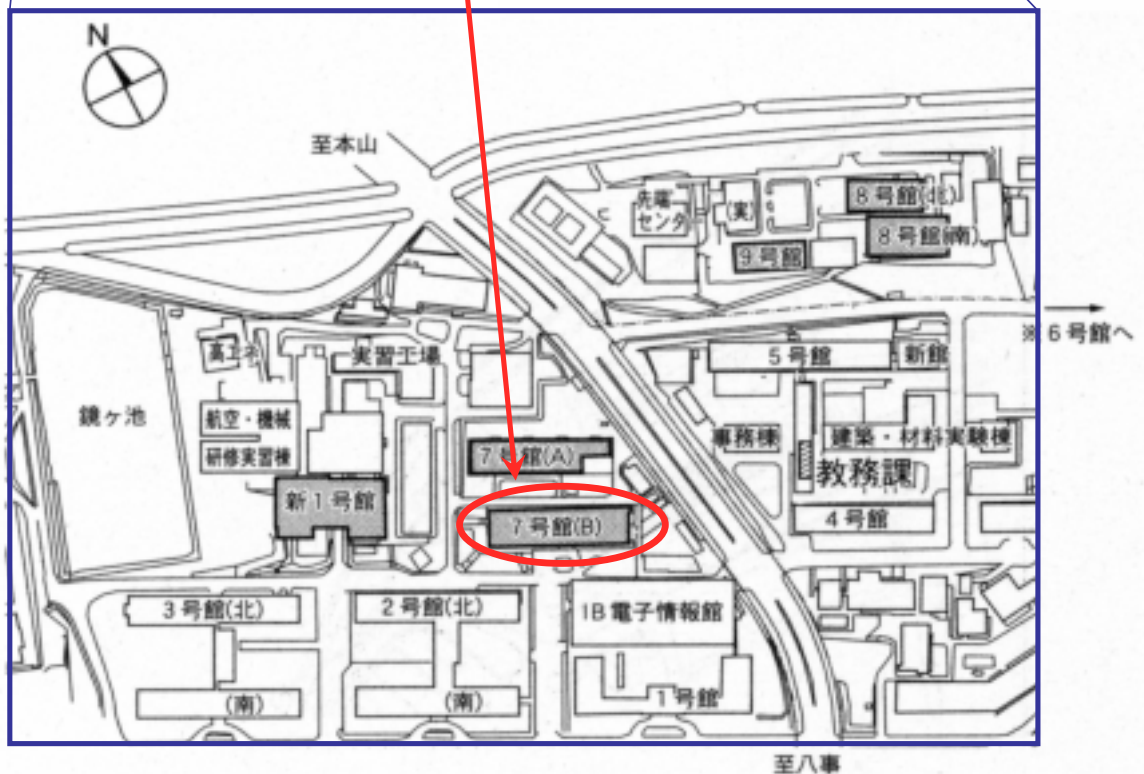 N
至本山
先端
センタ
(実)
8号館(北)
8号館(南)
9号館
※6号館へ
高エネ
実習工場
5号館
新館
鏡ヶ池
航空・機械
研修実習棟
7号館(A)
事務棟
建築・材料実験棟
教務課
新1号館
7号館(B)
4号館
3号館(北)
2号館(北)
IB電子情報館
(南)
(南)
1号館
至八事